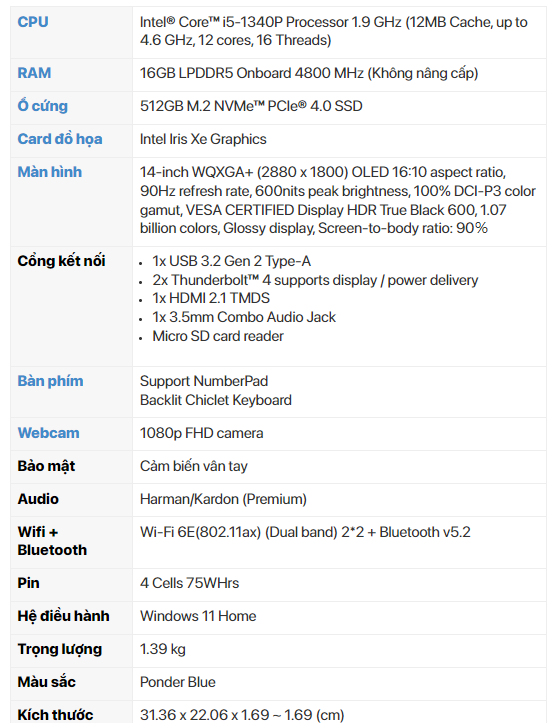 CPU
Intel® Core™ i5-1340P Processor 1.9 GHz (12MB Cache, up to
4.6 GHz, 12 cores, 16 Threads)
RAM
16GB LPDDR5 Onboard 4800 MHz (Không nâng cấp)
Ổ cứng
512GB M.2 NVMe™ PCIe® 4.0 SSD
Card đồ họa
Intel Iris Xe Graphics
Màn hình
14-inch WQXGA+ (2880 x 1800) OLED 16:10 aspect ratio,
90Hz refresh rate, 600nits peak brightness, 100% DCI-P3 color
gamut, VESA CERTIFIED Display HDR True Black 600, 1.07
billion colors, Glossy display, Screen-to-body ratio: 90%
Cổng kết nối
• 1x USB 3.2 Gen 2 Type-A
• 2x Thunderbolt™ 4 supports display / power delivery
• 1x HDMI 2.1 TMDS
• 1x 3.5mm Combo Audio Jack
• Micro SD card reader
Bàn phím
Support NumberPad
Backlit Chiclet Keyboard
Webcam
1080p FHD camera
Bảo mật
Cảm biến vân tay
Audio
Harman/Kardon (Premium)
Wifi +
Bluetooth
Wi-Fi 6E(802.11ax) (Dual band) 2*2 + Bluetooth v5.2
Pin
4 Cells 75WHrs
Hệ điều hành
Windows 11 Home
Trọng lượng
1.39 kg
Màu sắc
Ponder Blue
Kích thước
31.36 x 22.06 x 1.69 ~ 1.69 (cm)